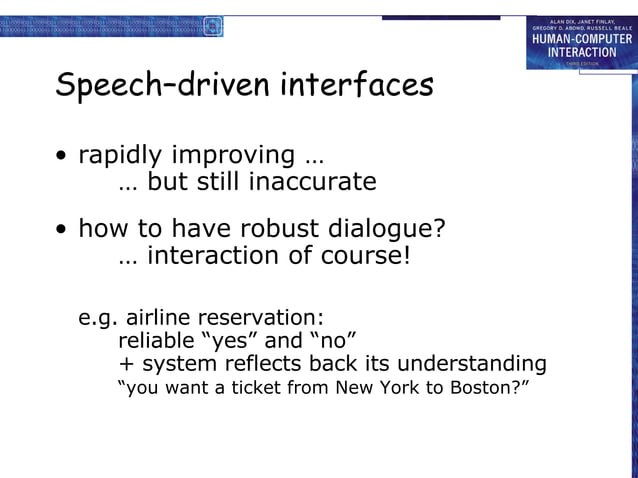 ALAN DIX, JANET FINLAY,
GREGORY D. ABOWD, RUSSELL BEALE
HUMAN-COMPUTER
INTERACTION
THIRD EDITION
Speech–driven interfaces
• rapidly improving …
… but still inaccurate
• how to have robust dialogue?
… interaction of course!
e.g. airline reservation:
reliable “yes” and “no”
+ system reflects back its understanding
“you want a ticket from New York to Boston?”